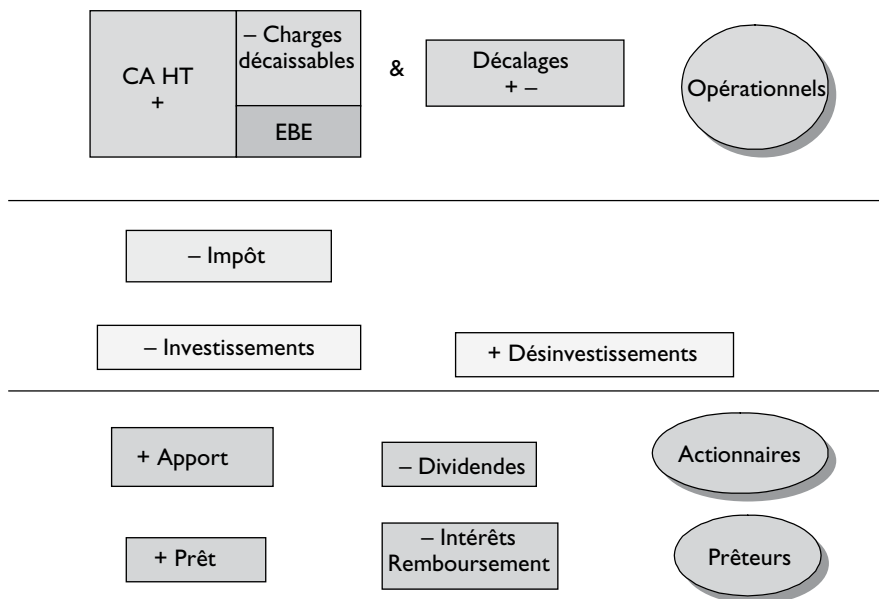 CA HT
+
– Charges
décaissables
EBE
&
Décalages
+ –
Opérationnels
– Impôt
– Investissements
+ Désinvestissements
+ Apport
– Dividendes
Actionnaires
+ Prêt
– Intérêts
Remboursement
Prêteurs